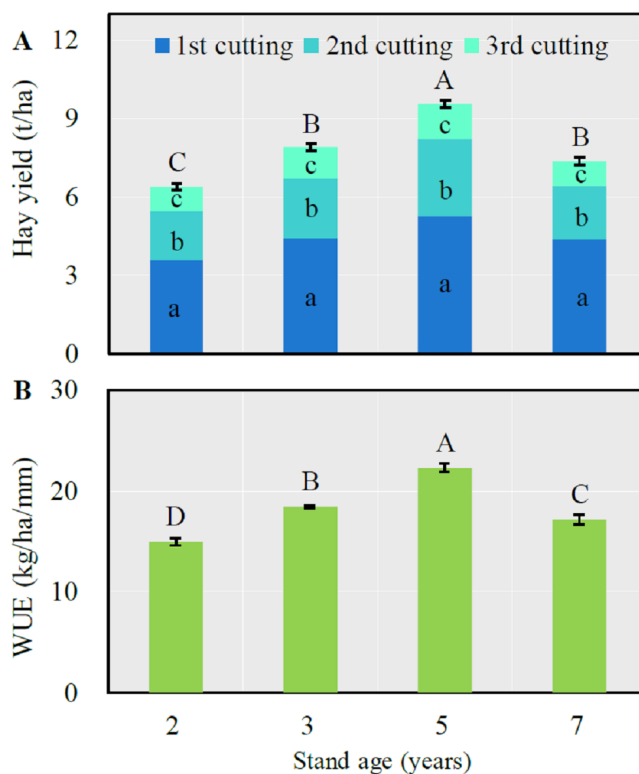 A
Hay yield (t/ha)
12
9
6
3
0
1st cutting 2nd cutting 3rd cutting
C B A B
c c c c
b b b b
a a a a
B
WUE (kg/ha/mm)
30
20
10
0
D B A C
2 3 5 7
Stand age (years)